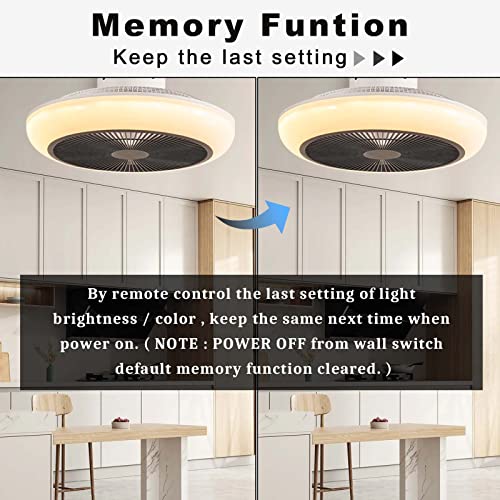 Memory Funtion
Keep the last setting
By remote control the last setting of light
brightness / color , keep the same next time when
power on. ( NOTE : POWER OFF from wall switch
default memory function cleared. )